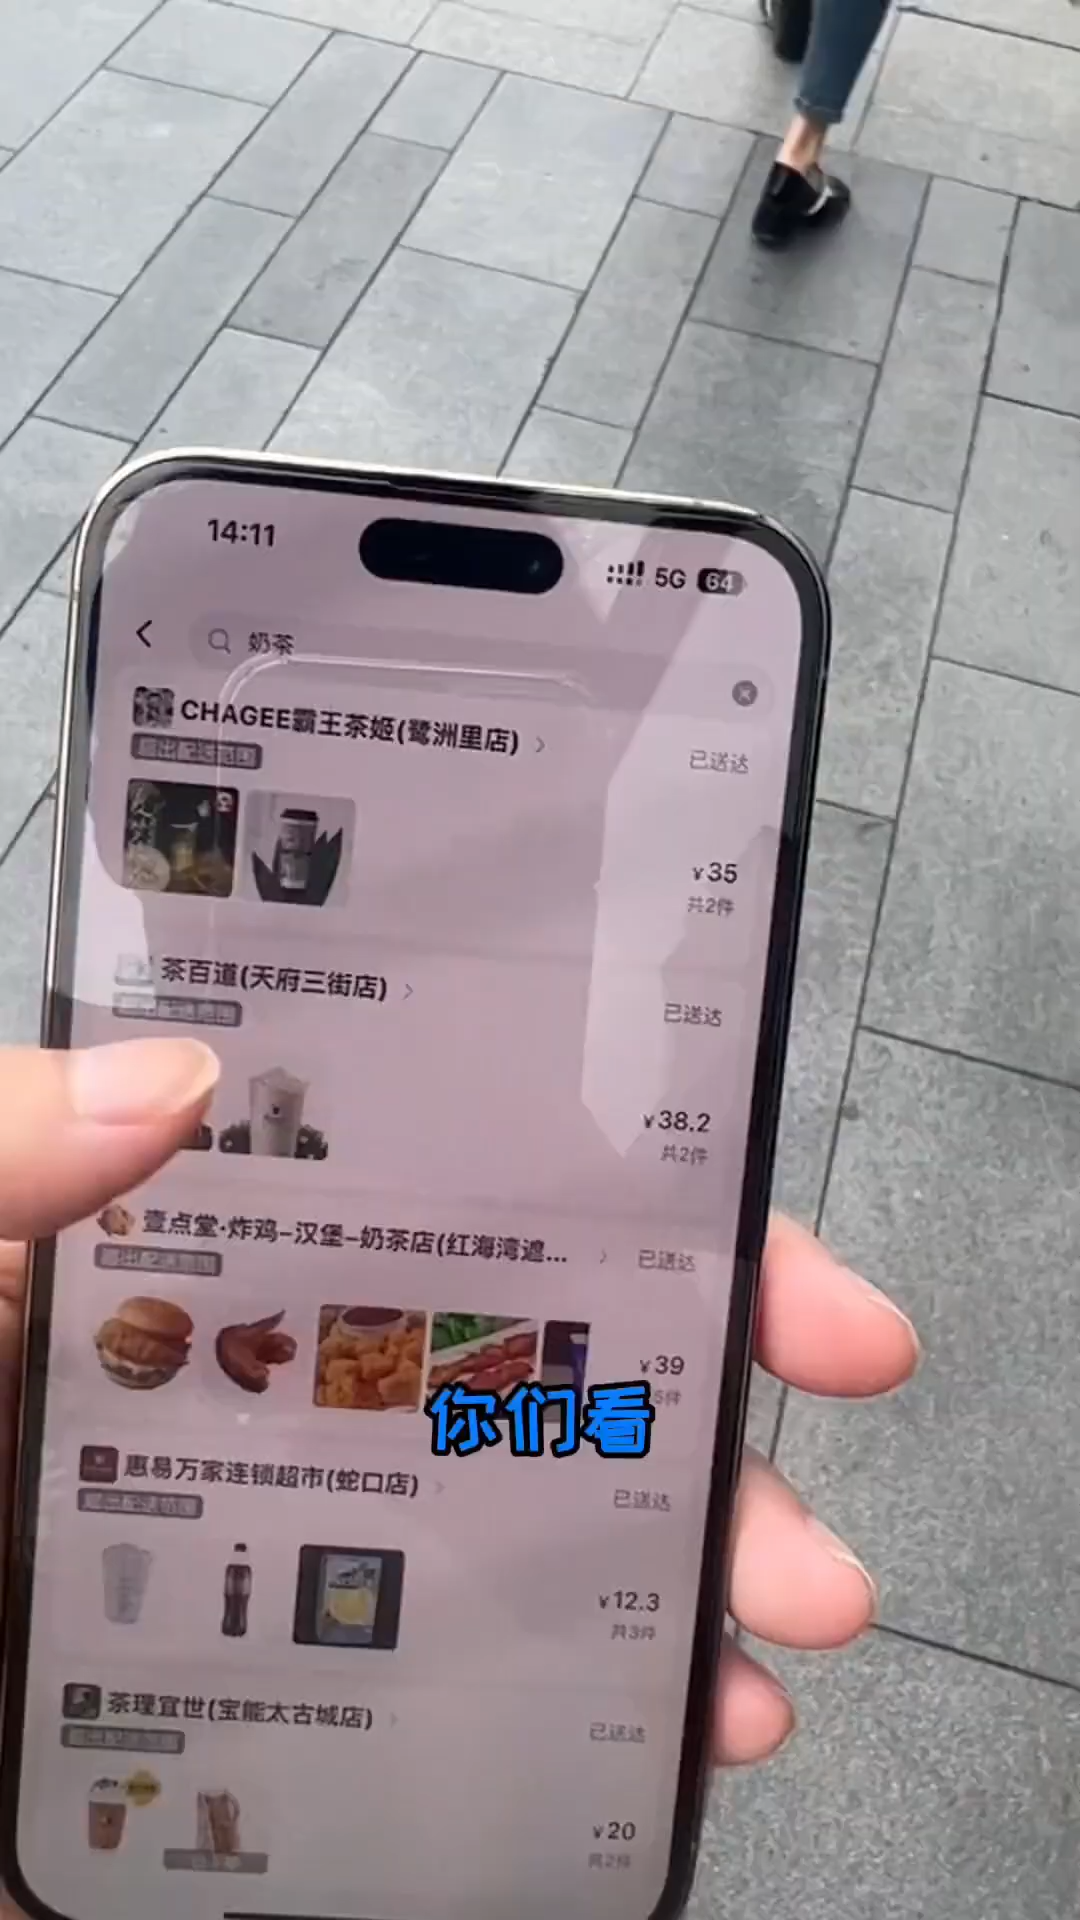 14:11
5G 64
奶茶
CHAGEE霸王茶姬(鹭洲里店)
已送达
¥35
共2件
茶百道(天府三街店)
已送达
¥38.2
共2件
壹点堂·炸鸡-汉堡-奶茶店(红海湾遮...
已送达
¥39
5件
你们看
惠易万家连锁超市(蛇口店)
已送达
¥12.3
共3件
茶理宜世(宝能太古城店)
已送达
¥20
共2件